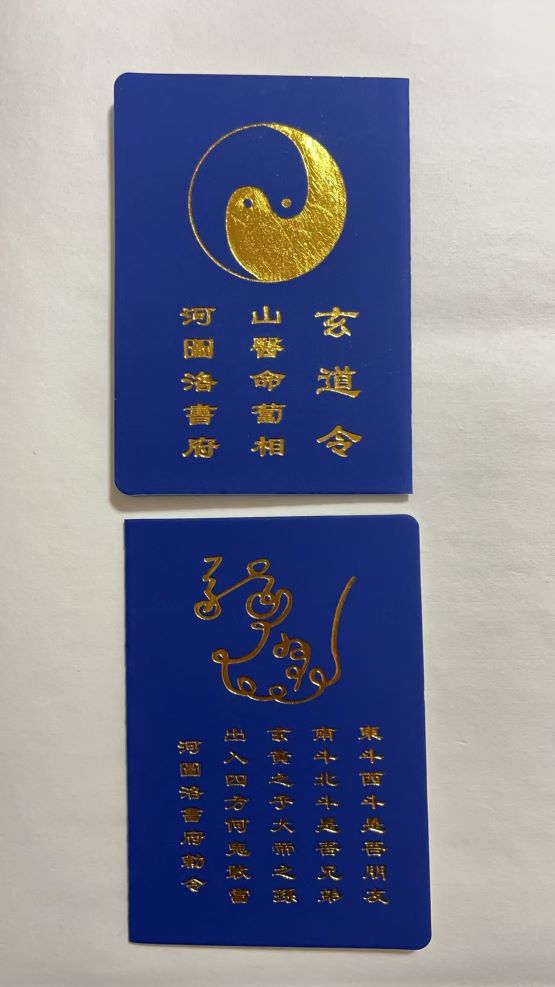 玄道令
山醫命蔔相
河圖洛書府
東斗西斗是吾朋友
南斗北斗是吾兄弟
玄黃之子大帝之孫
出入四方何鬼敢當
河圖洛書府勅令